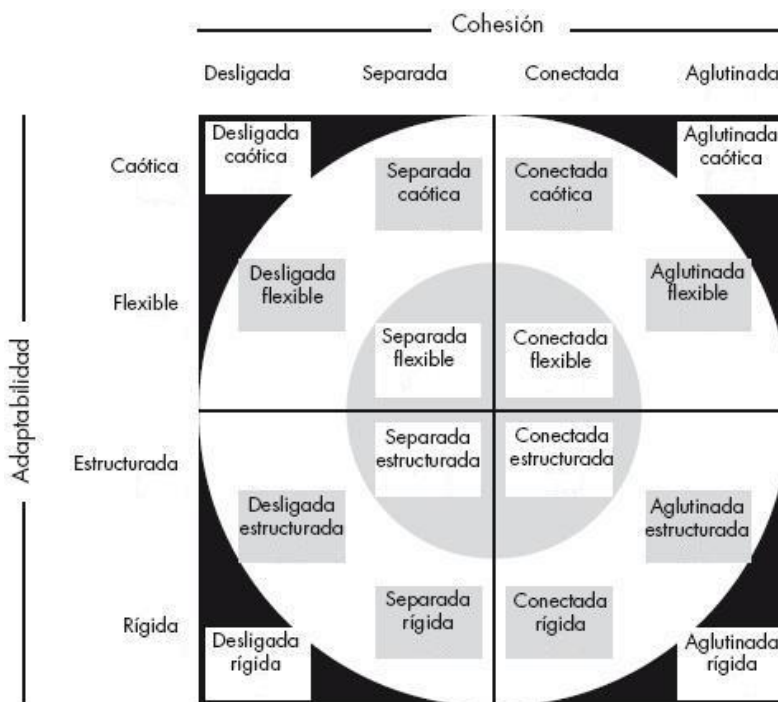 Cohesión
Desligada Separada Conectada Aglutinada
Adaptabilidad
Caótica
Desligada
caótica
Separada
caótica
Conectada
caótica
Aglutinada
caótica
Flexible
Desligada
flexible
Separada
flexible
Conectada
flexible
Aglutinada
flexible
Estructurada
Desligada
estructurada
Separada
estructurada
Conectada
estructurada
Aglutinada
estructurada
Rígida
Desligada
rígida
Separada
rígida
Conectada
rígida
Aglutinada
rígida